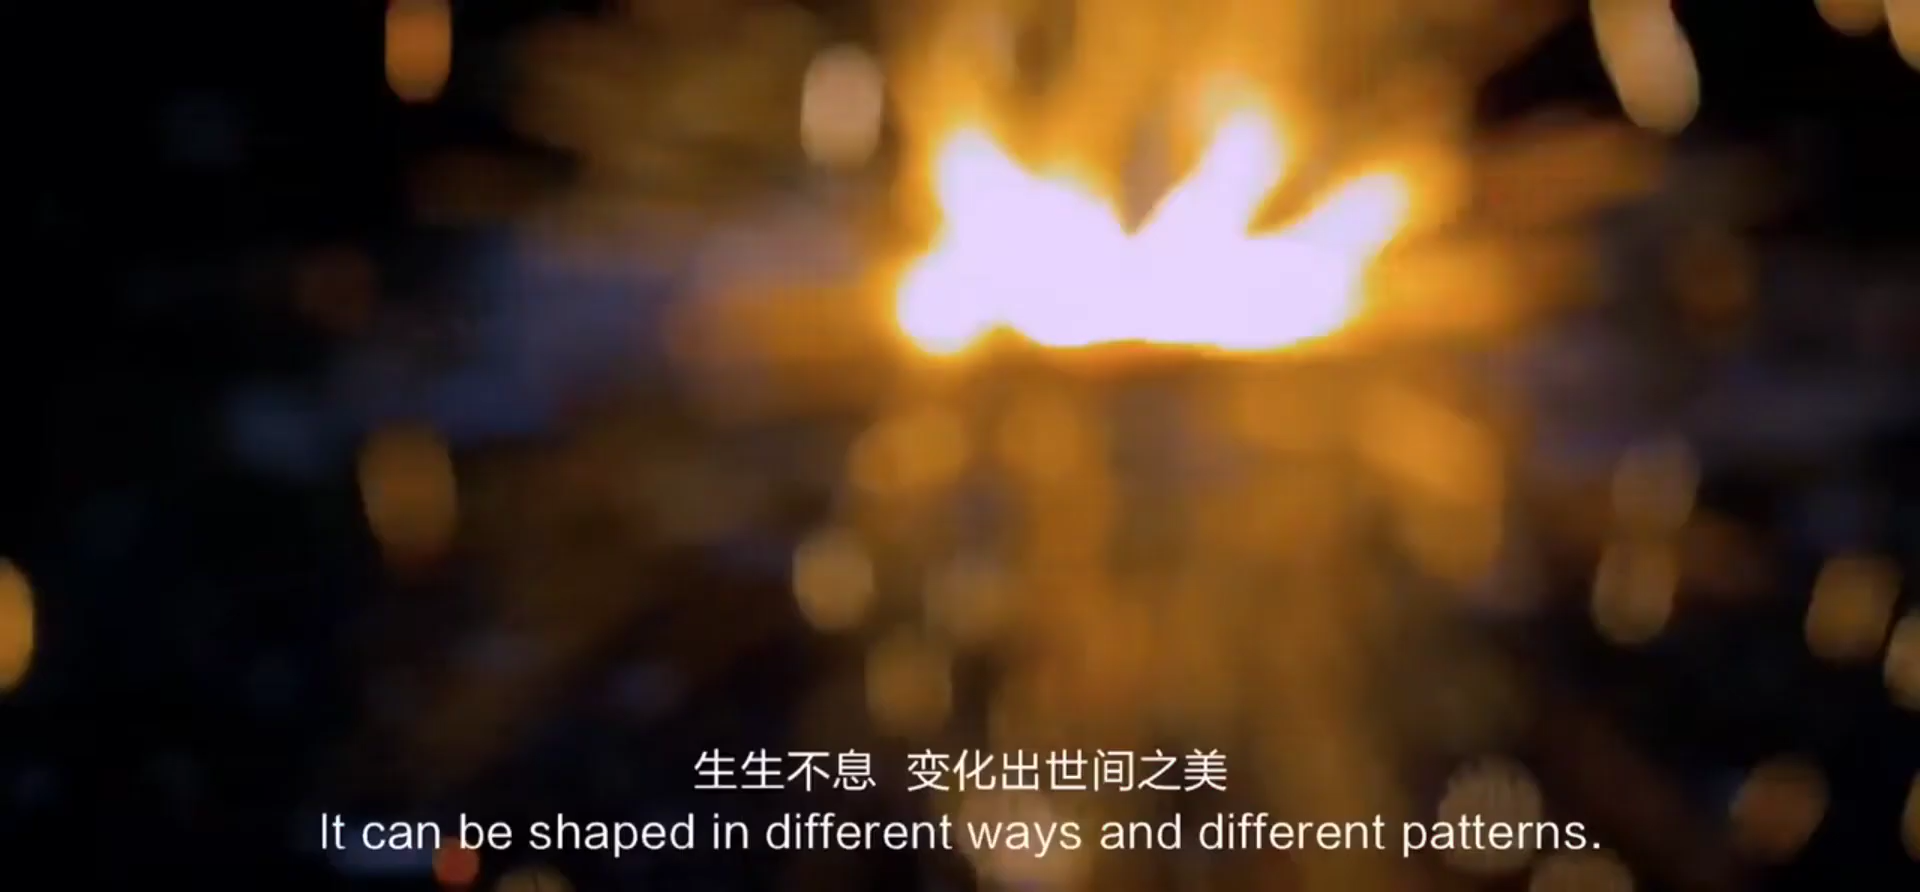 生生不息 变化出世间之美
It can be shaped in different ways and different patterns.